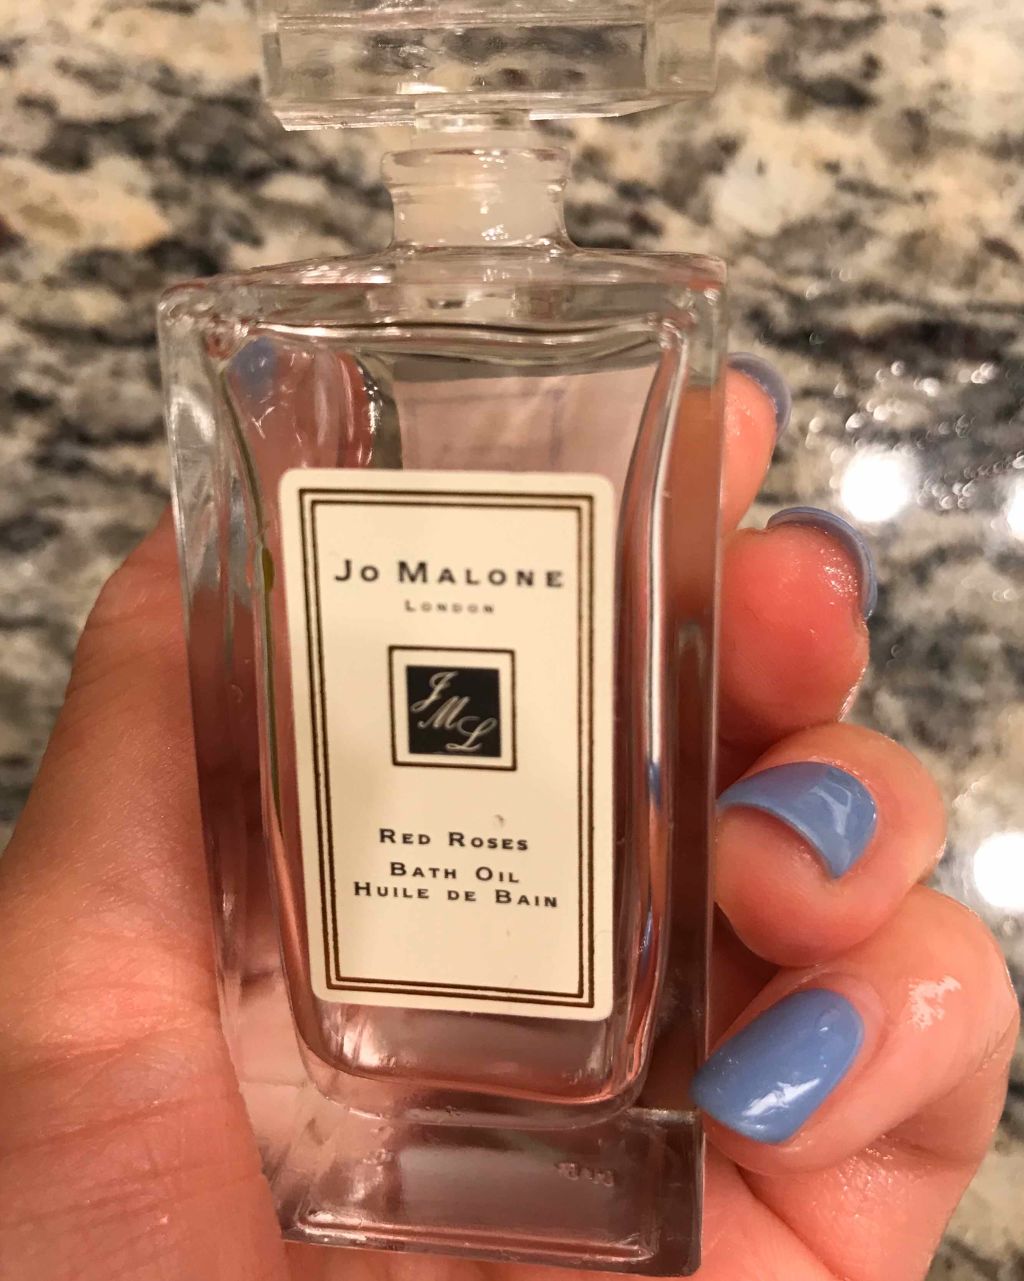 Jo Malone
London
JML
Red Roses
Bath Oil
Huile de Bain